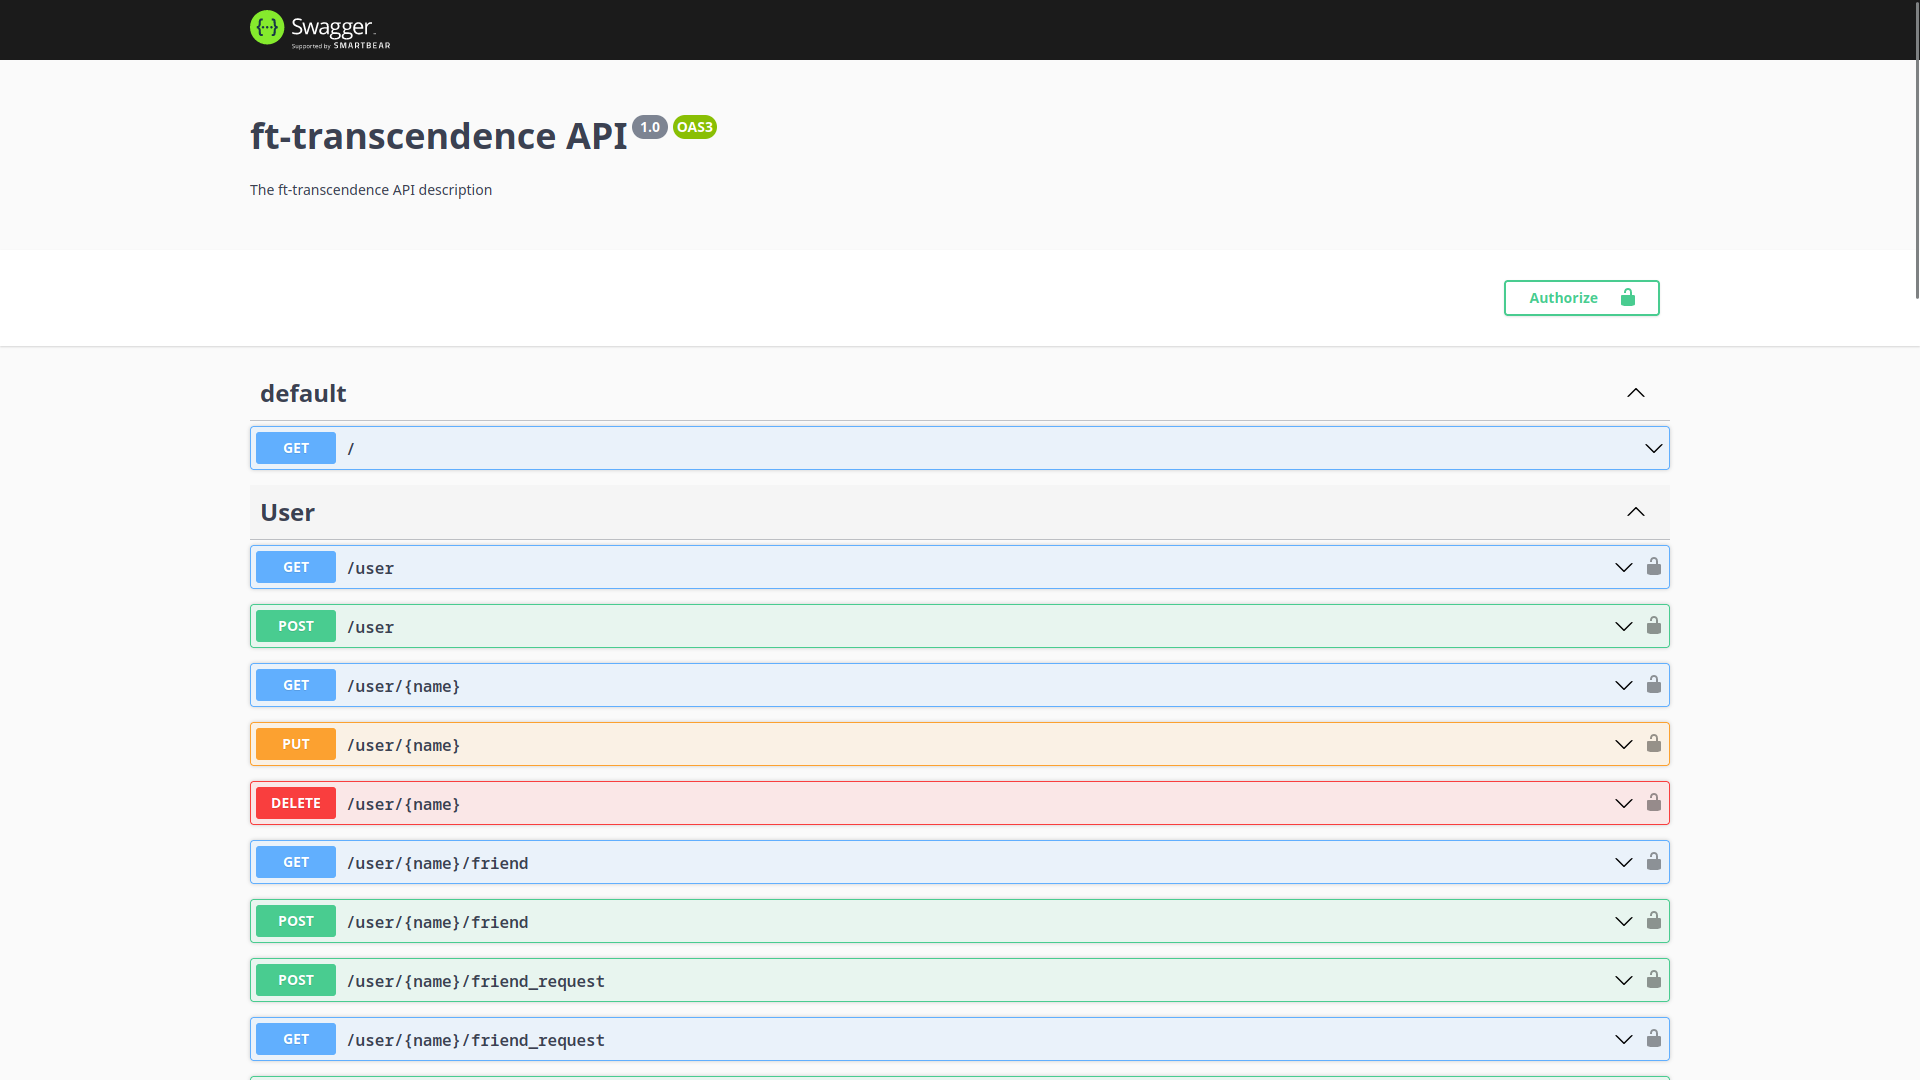 Swagger.
Supported by SMARTBEAR
ft-transcendence API 1.0 OAS3
The ft-transcendence API description
Authorize
default
GET /
User
GET /user
POST /user
GET /user/{name}
PUT /user/{name}
DELETE /user/{name}
GET /user/{name}/friend
POST /user/{name}/friend
POST /user/{name}/friend_request
GET /user/{name}/friend_request